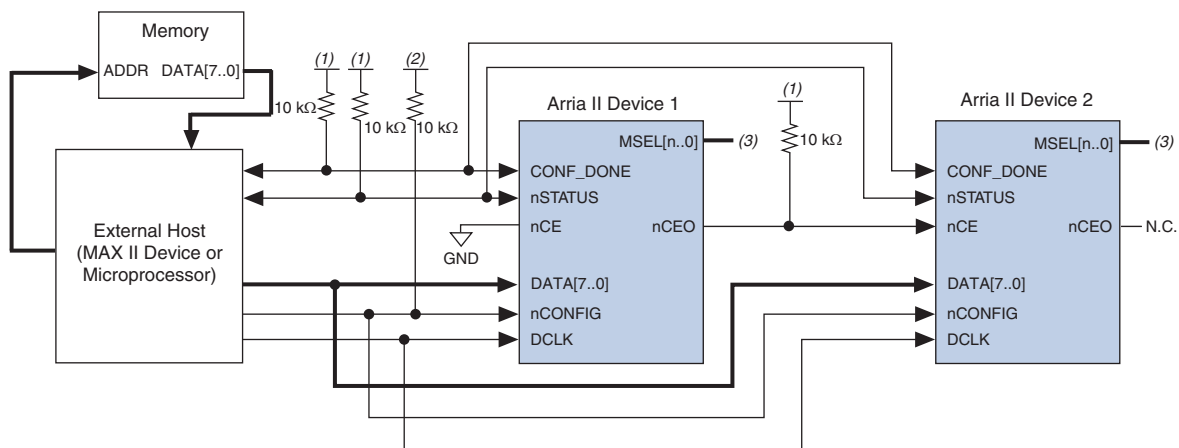 Memory
ADDR DATA[7..0]
(1) (1) (2)
10 kΩ 10 kΩ 10 kΩ
External Host
(MAX II Device or
Microprocessor)
GND
Arria II Device 1
MSEL[n..0] (3)
CONF_DONE
nSTATUS
nCE nCEO
DATA[7..0]
nCONFIG
DCLK
(1)
10 kΩ
Arria II Device 2
MSEL[n..0] (3)
CONF_DONE
nSTATUS
nCE nCEO N.C.
DATA[7..0]
nCONFIG
DCLK